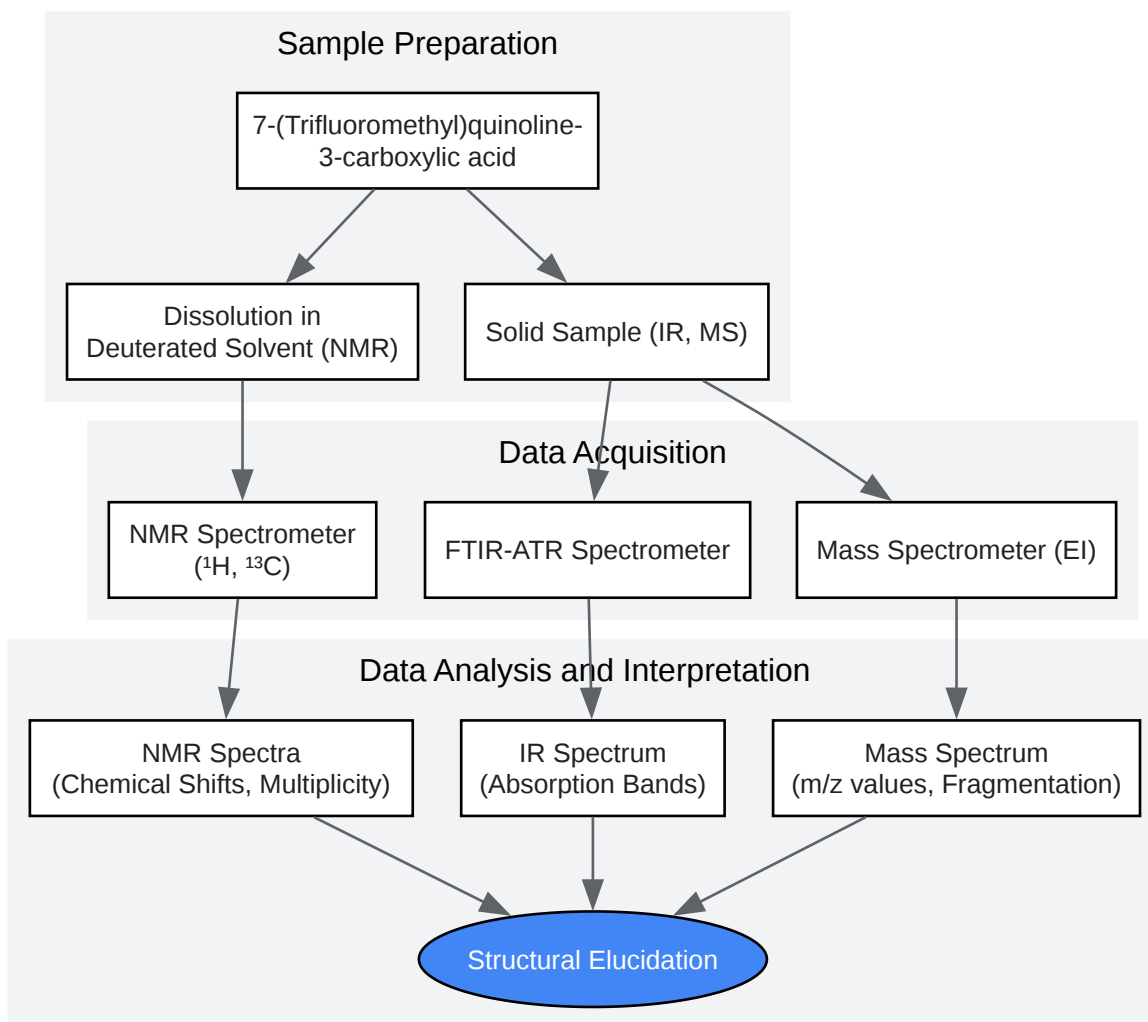 Sample Preparation
7-(Trifluoromethyl)quinoline-
3-carboxylic acid
Dissolution in
Deuterated Solvent (NMR)
Solid Sample (IR, MS)
Data Acquisition
NMR Spectrometer
(¹H, ¹³C)
FTIR-ATR Spectrometer
Mass Spectrometer (EI)
Data Analysis and Interpretation
NMR Spectra
(Chemical Shifts, Multiplicity)
IR Spectrum
(Absorption Bands)
Mass Spectrum
(m/z values, Fragmentation)
Structural Elucidation